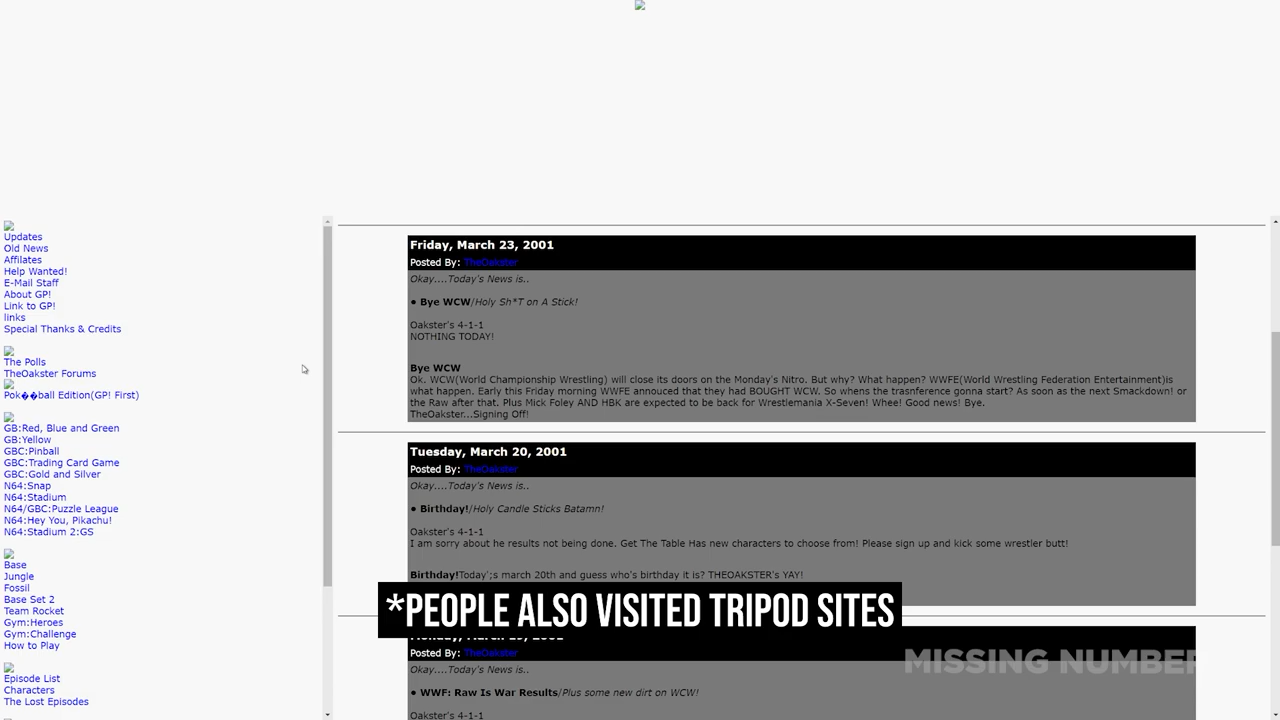 Updates
Old News
Affilates
Help Wanted!
E-Mail Staff
About GP!
Link to GP!
links
Special Thanks & Credits
The Polls
TheOakster Forums
Pok��ball Edition(GP! First)
GB:Red, Blue and Green
GB:Yellow
GBC:Pinball
GBC:Trading Card Game
GBC:Gold and Silver
N64:Snap
N64:Stadium
N64/GBC:Puzzle League
N64:Hey You, Pikachu!
N64:Stadium 2:GS
Base
Jungle
Fossil
Base Set 2
Team Rocket
Gym:Heroes
Gym:Challenge
How to Play
Episode List
Characters
The Lost Episodes
Friday, March 23, 2001
Posted By: TheOakster
Okay....Today's News is..
• Bye WCW/Holy Sh*T on A Stick!
Oakster's 4-1-1
NOTHING TODAY!
Bye WCW
Ok. WCW(World Championship Wrestling) will close its doors on the Monday's Nitro. But why? What happen? WWFE(World Wrestling Federation Entertainment)is
what happen. Early this Friday morning WWFE annouced that they had BOUGHT WCW. So whens the trasnference gonna start? As soon as the next Smackdown! or
the Raw after that. Plus Mick Foley AND HBK are expected to be back for Wrestlemania X-Seven! Whee! Good news! Bye.
TheOakster...Signing Off!
Tuesday, March 20, 2001
Posted By: TheOakster
Okay....Today's News is..
• Birthday!/Holy Candle Sticks Batamn!
Oakster's 4-1-1
I am sorry about he results not being done. Get The Table Has new characters to choose from! Please sign up and kick some wrestler butt!
Birthday!Today';s march 20th and guess who's birthday it is? THEOAKSTER's YAY!
*PEOPLE ALSO VISITED TRIPOD SITES
Posted By: TheOakster
Okay....Today's News is..
• WWF: Raw Is War Results/Plus some new dirt on WCW!
Oakster's 4-1-1
MISSING NUMBER